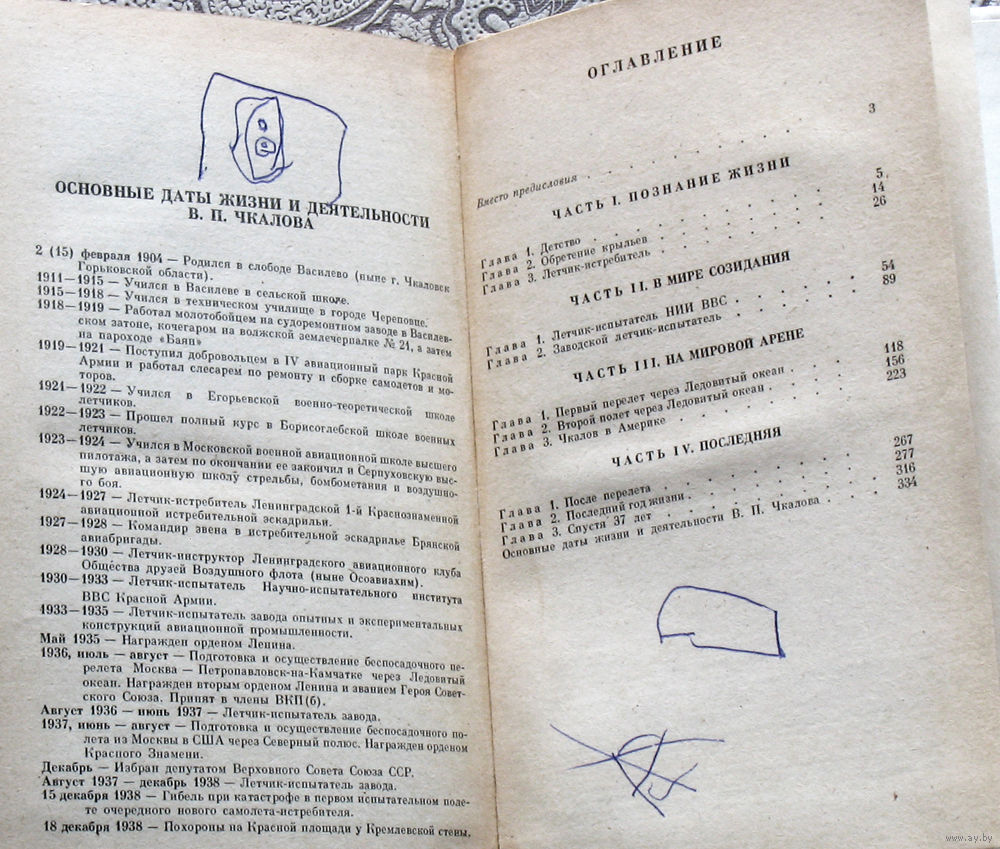 ОСНОВНЫЕ ДАТЫ ЖИЗНИ И ДЕЯТЕЛЬНОСТИ
В. П. ЧКАЛОВА
2 (15) февраля 1904 — Родился в слободе Василево (ныне г. Чкаловск
Горьковской области).
1911—1915 — Учился в Василеве в сельской школе.
1915—1918 — Учился в техническом училище в городе Череповце.
1918—1919 — Работал молотобойцем на судоремонтном заводе в Василев-
ском затоне, кочегаром на волжской землечерпалке № 21, а затем
на пароходе «Баян»
1919—1921 — Поступил добровольцем в IV авиационный парк Красной
Армии и работал слесарем по ремонту и сборке самолетов и мо-
торов.
1921—1922 — Учился в Егорьевской военно-теоретической школе
летчиков.
1922—1923 — Прошел полный курс в Борисоглебской школе военных
летчиков.
1923—1924 — Учился в Московской военной авиационной школе высшего
пилотажа, а затем по окончании ее закончил и Серпуховскую выс-
шую авиационную школу стрельбы, бомбометания и воздушно-
го боя.
1924—1927 — Летчик-истребитель Ленинградской 1-й Краснознаменной
авиационной истребительной эскадрильи.
1927—1928 — Командир звена в истребительной эскадрилье Брянской
авиабригады.
1928—1930 — Летчик-инструктор Ленинградского авиационного клуба
Общества друзей Воздушного флота (ныне Осоавиахим).
1930—1933 — Летчик-испытатель Научно-испытательного института
ВВС Красной Армии.
1933—1935 — Летчик-испытатель завода опытных и экспериментальных
конструкций авиационной промышленности.
Май 1935 — Награжден орденом Ленина.
1936, июль — август — Подготовка и осуществление беспосадочного пе-
релета Москва — Петропавловск-на-Камчатке через Ледовитый
океан. Награжден вторым орденом Ленина и званием Героя Совет-
ского Союза. Принят в члены ВКП(б).
Август 1936 — июнь 1937 — Летчик-испытатель завода.
1937, июнь — август — Подготовка и осуществление беспосадочного по-
лета из Москвы в США через Северный полюс. Награжден орденом
Красного Знамени.
Декабрь — Избран депутатом Верховного Совета Союза ССР.
Август 1937 — декабрь 1938 — Летчик-испытатель завода.
15 декабря 1938 — Гибель при катастрофе в первом испытательном поле-
те очередного нового самолета-истребителя.
18 декабря 1938 — Похороны на Красной площади у Кремлевской стены.
ОГЛАВЛЕНИЕ
Вместо предисловия . . . . . . . . 3
ЧАСТЬ I. ПОЗНАНИЕ ЖИЗНИ
Глава 1. Детство . . . . . . . . 5
Глава 2. Обретение крыльев . . . . . . . . 14
Глава 3. Летчик-истребитель . . . . . . . . 26
ЧАСТЬ II. В МИРЕ СОЗИДАНИЯ
Глава 1. Летчик-испытатель НИИ ВВС . . . . . . . . 54
Глава 2. Заводской летчик-испытатель . . . . . . . . 89
ЧАСТЬ III. НА МИРОВОЙ АРЕНЕ
Глава 1. Первый перелет через Ледовитый океан . . . . . . 118
Глава 2. Второй полет через Ледовитый океан . . . . . . 156
Глава 3. Чкалов в Америке . . . . . . . . 223
ЧАСТЬ IV. ПОСЛЕДНЯЯ
Глава 1. После перелета . . . . . . . . 267
Глава 2. Последний год жизни . . . . . . . . 277
Глава 3. Спустя 37 лет . . . . . . . . 316
Основные даты жизни и деятельности В. П. Чкалова . . . . . 334
www.ay.by